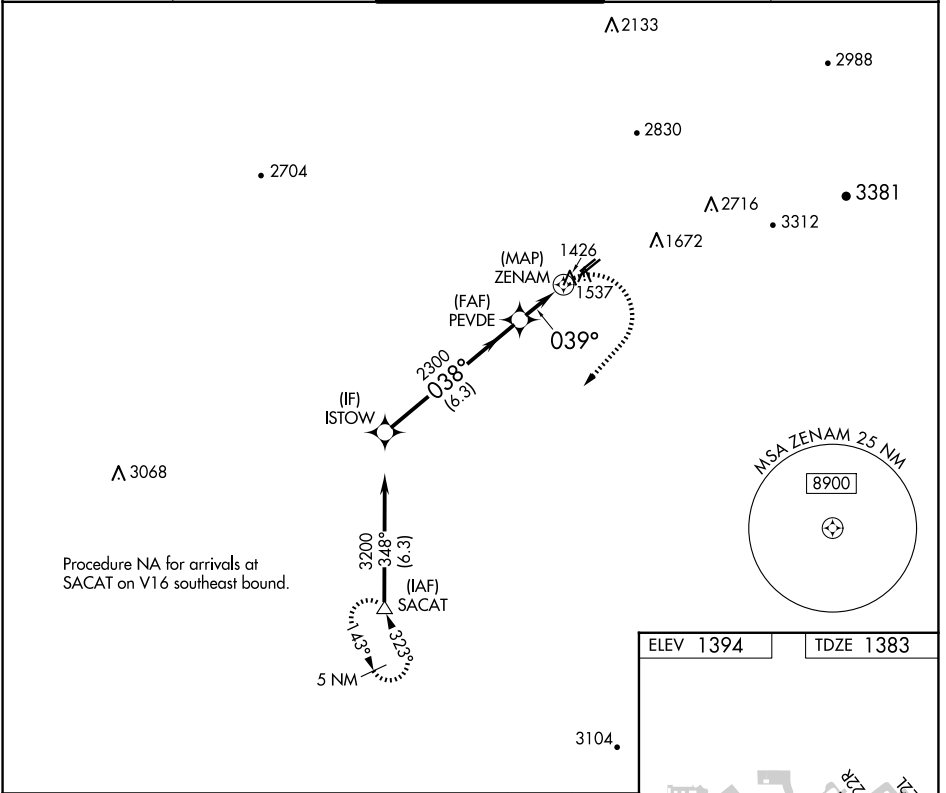 2133
2988
2830
2704
3381
2716
3312
1672
1426
(MAP)
ZENAM
1537
(FAF)
PEVDE
039°
2300
038°
(6.3)
(IF)
ISTOW
MSA ZENAM 25 NM
8900
3068
3200
348°
(6.3)
Procedure NA for arrivals at
SACAT on V16 southeast bound.
(IAF)
SACAT
143°
323°
5 NM
ELEV 1394
TDZE 1383
3104
22R
22L